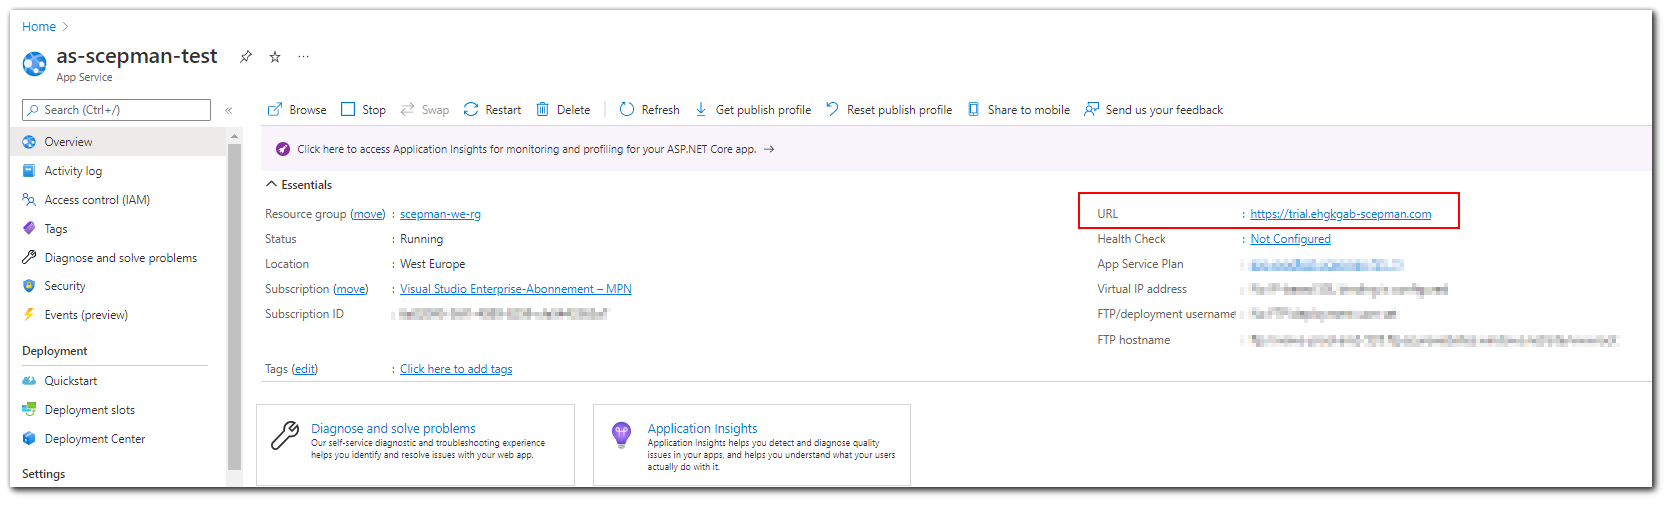 Home >
as-scepman-test ...
App Service
Search (Ctrl+/) «
Browse Stop Swap Restart Delete Refresh Get publish profile Reset publish profile Share to mobile Send us your feedback
Overview
Activity log
Access control (IAM)
Tags
Diagnose and solve problems
Security
Events (preview)
Deployment
Quickstart
Deployment slots
Deployment Center
Settings
Click here to access Application Insights for monitoring and profiling for your ASP.NET Core app. →
Essentials
Resource group (move) : scepman-we-rg
Status : Running
Location : West Europe
Subscription (move) : Visual Studio Enterprise-Abonnement – MPN
Subscription ID :
Tags (edit) : Click here to add tags
URL : https://trial.ehgkgab-scepman.com
Health Check : Not Configured
App Service Plan
Virtual IP address
FTP/deployment username
FTP hostname
Diagnose and solve problems
Our self-service diagnostic and troubleshooting experience
helps you identify and resolve issues with your web app.
Application Insights
Application Insights helps you detect and diagnose quality
issues in your apps, and helps you understand what your users
actually do with it.